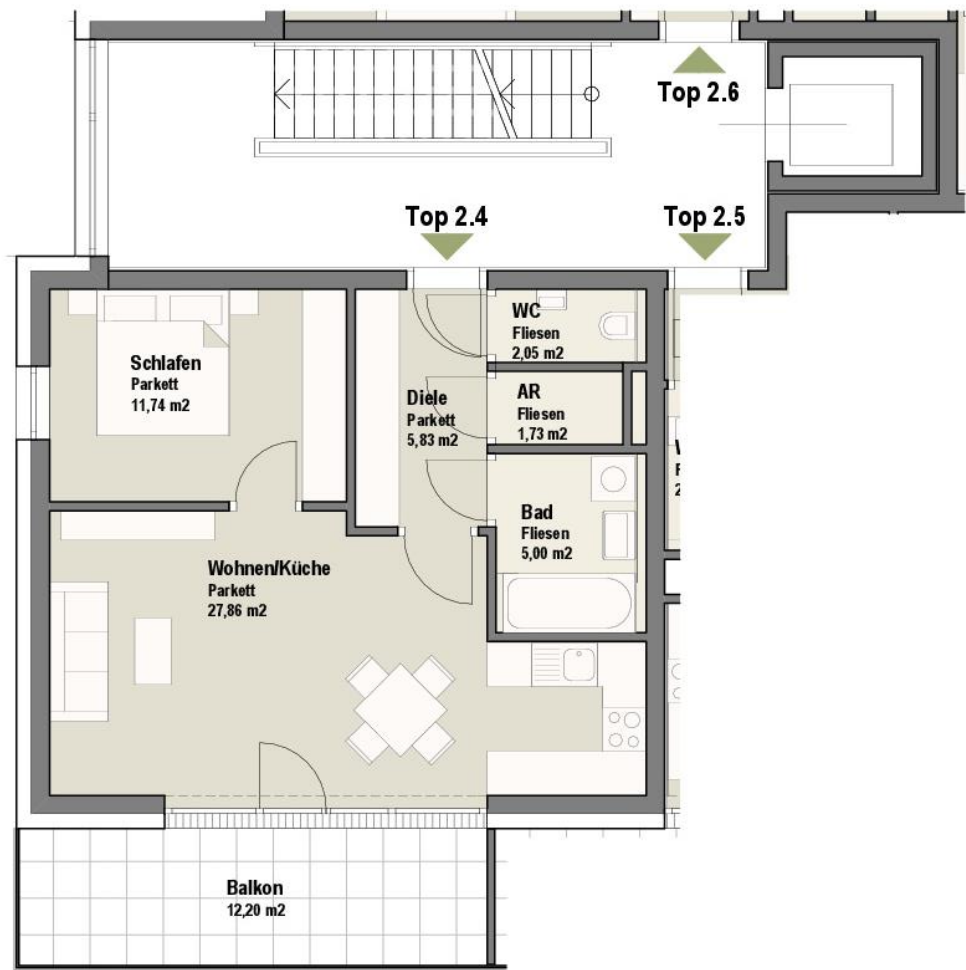 Top 2.6
Top 2.4
Top 2.5
WC
Fliesen
2,05 m2
Schlafen
Parkett
11,74 m2
Diele
Parkett
5,83 m2
AR
Fliesen
1,73 m2
Bad
Fliesen
5,00 m2
Wohnen/Küche
Parkett
27,86 m2
Balkon
12,20 m2